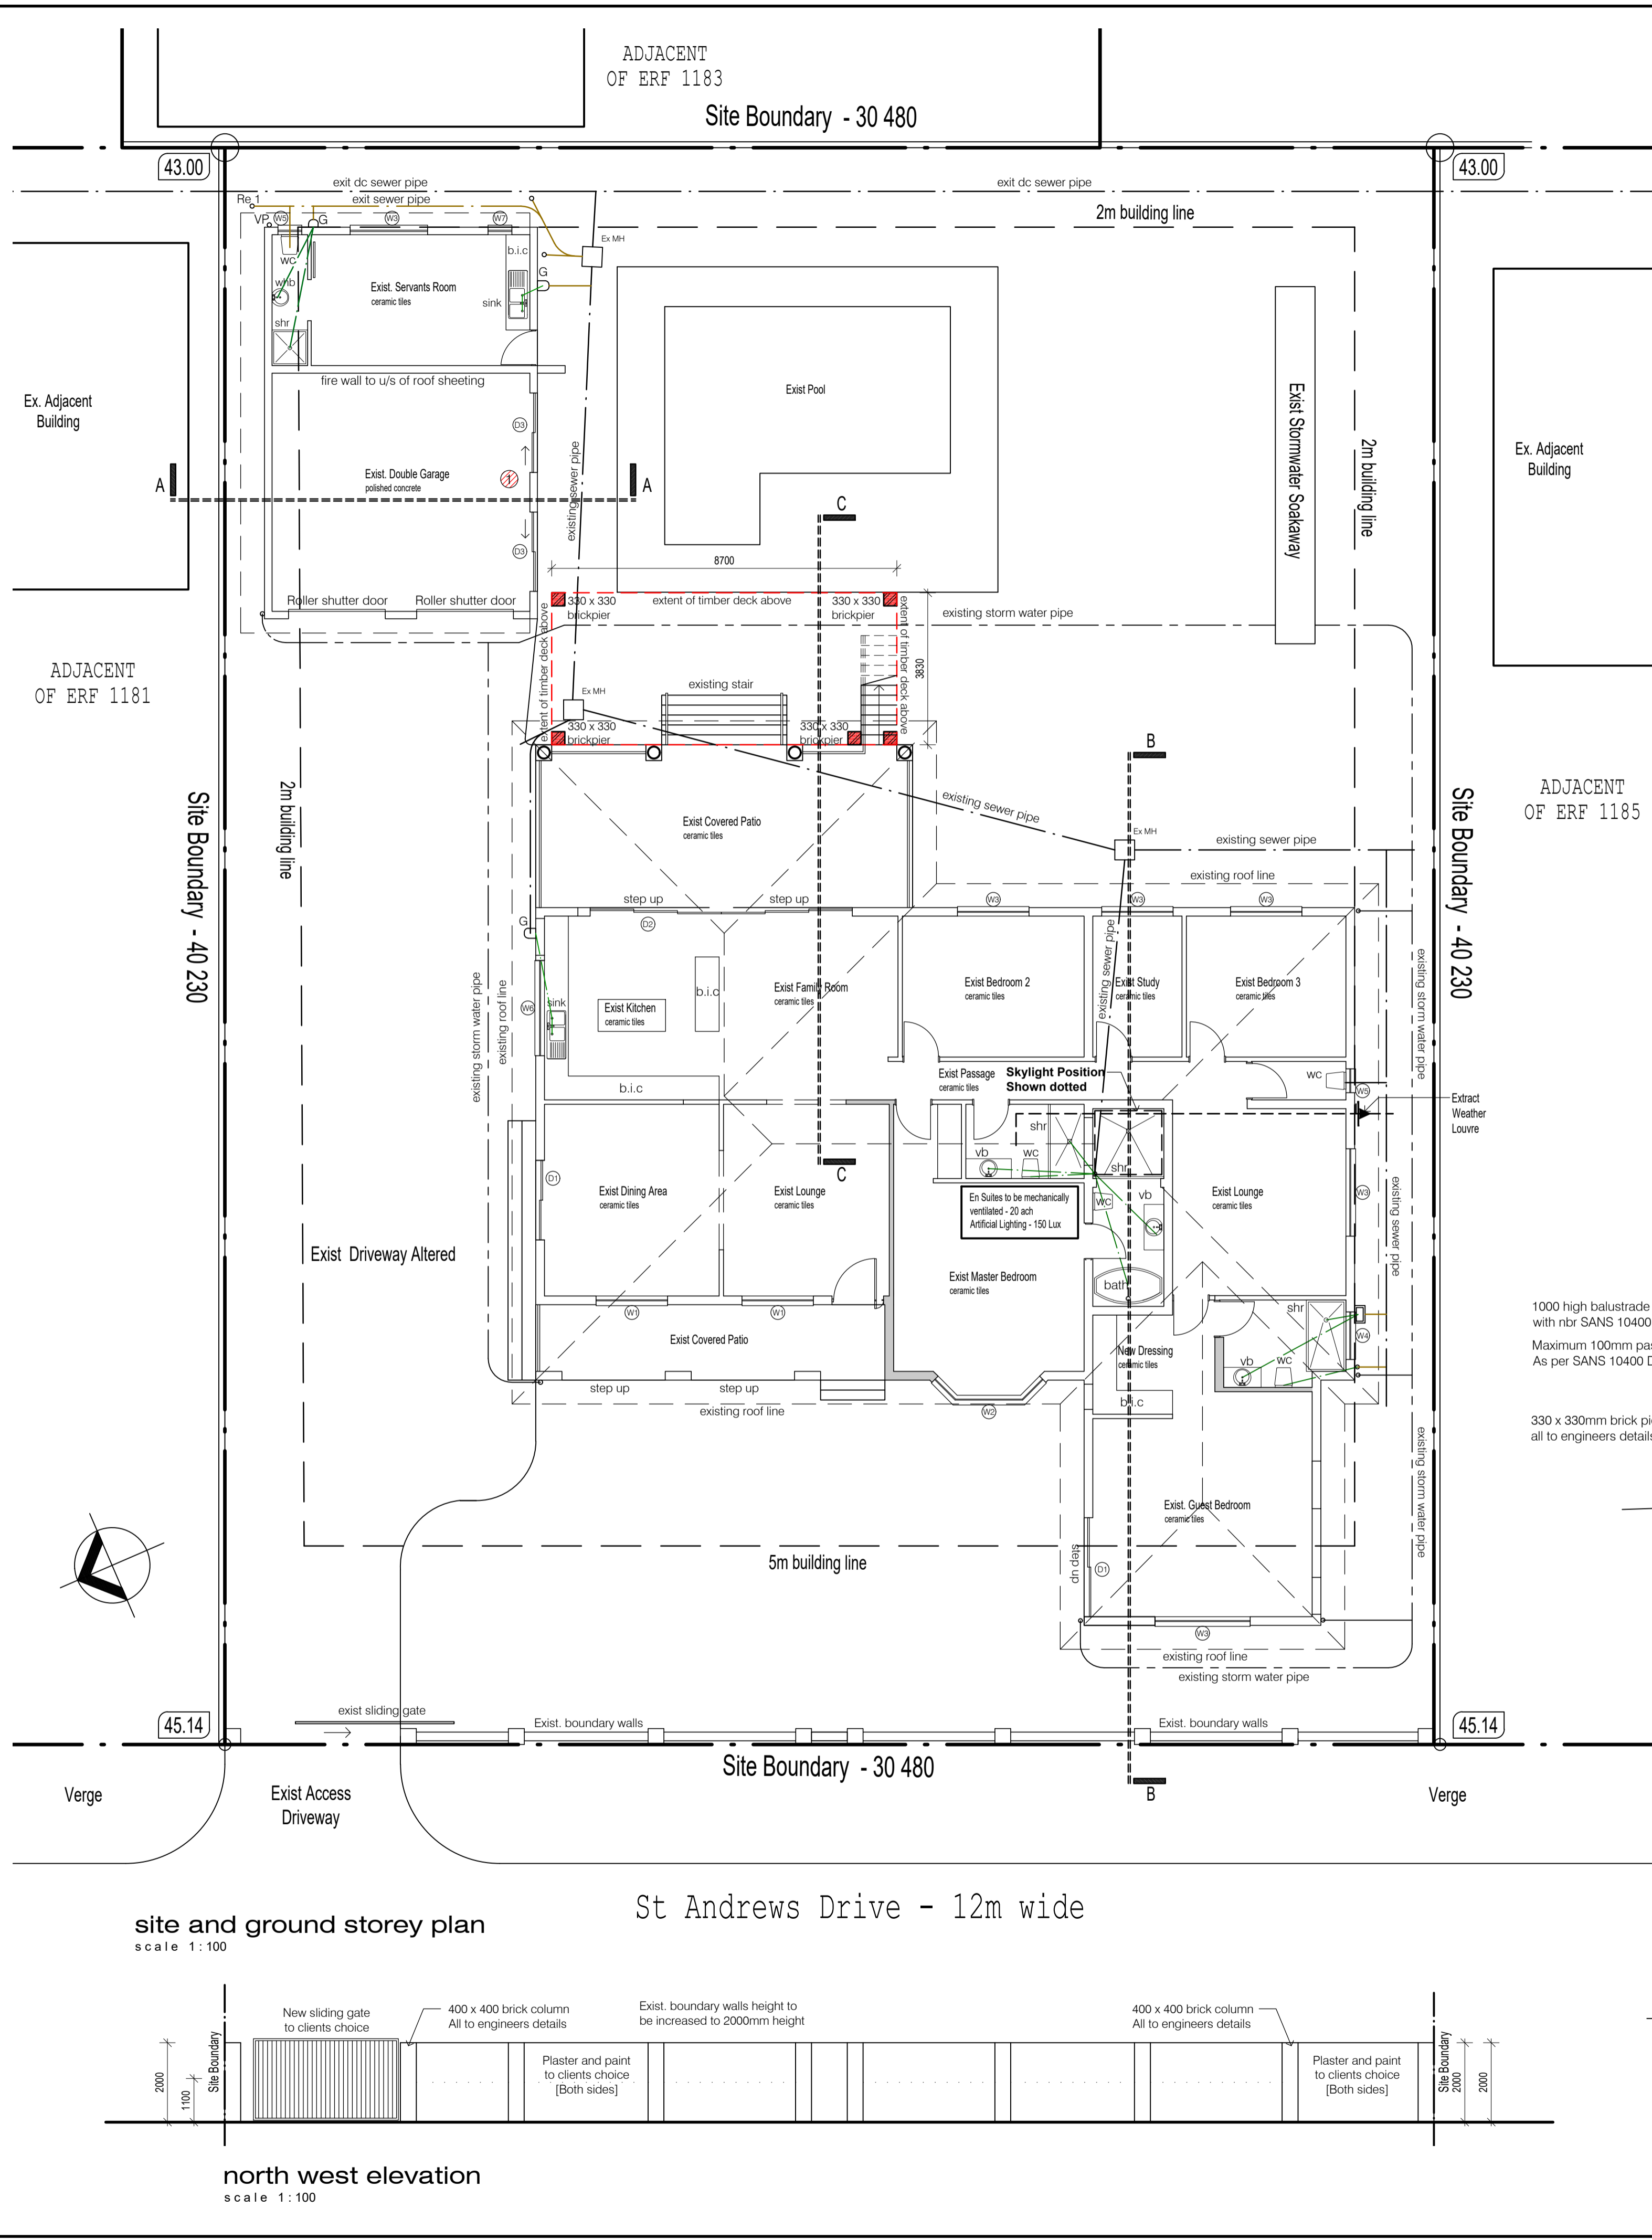 ADJACENT
OF ERF 1183
Site Boundary - 30 480
43.00
43.00
exit dc sewer pipe
exit dc sewer pipe
Re 1
exit sewer pipe
2m building line
VP
W5
G
W3
W7
Ex MH
wc
b.i.c
G
whb
Exist. Servants Room
ceramic tiles
sink
shr
fire wall to u/s of roof sheeting
Exist Pool
Exist Stormwater Soakaway
2m building line
Ex. Adjacent
Building
Ex. Adjacent
Building
D3
existing sewer pipe
Exist. Double Garage
polished concrete
1
A
A
C
D3
8700
Roller shutter door
Roller shutter door
330 x 330
brickpier
extent of timber deck above
330 x 330
brickpier
existing storm water pipe
extent of timber deck above
extent of timber deck above
3830
ADJACENT
OF ERF 1181
existing stair
Ex MH
330 x 330
brickpier
330 x 330
brickpier
B
Site Boundary - 40 230
2m building line
Site Boundary - 40 230
ADJACENT
OF ERF 1185
existing sewer pipe
Exist Covered Patio
ceramic tiles
Ex MH
existing sewer pipe
existing roof line
step up
step up
W3
W3
W3
G
D2
existing storm water pipe
existing roof line
W6
sink
Exist Kitchen
ceramic tiles
b.i.c
Exist Family Room
ceramic tiles
Exist Bedroom 2
ceramic tiles
existing sewer pipe
Exist Study
ceramic tiles
Exist Bedroom 3
ceramic tiles
existing storm water pipe
b.i.c
Exist Passage
ceramic tiles
Skylight Position
Shown dotted
wc
W5
Extract
Weather
Louvre
shr
vb
wc
shr
C
D1
Exist Dining Area
ceramic tiles
Exist Lounge
ceramic tiles
En Suites to be mechanically
ventilated - 20 ach
Artificial Lighting - 150 Lux
wc
vb
Exist Lounge
ceramic tiles
W3
existing sewer pipe
Exist Driveway Altered
Exist Master Bedroom
ceramic tiles
bath
W1
W1
shr
W4
1000 high balustrade
with nbr SANS 10400
Exist Covered Patio
New Dressing
ceramic tiles
vb
wc
Maximum 100mm pas
As per SANS 10400 D
step up
step up
b.i.c
existing roof line
W2
330 x 330mm brick pi
all to engineers details
existing storm water pipe
Exist. Guest Bedroom
ceramic tiles
5m building line
step up
D1
W3
existing roof line
existing storm water pipe
exist sliding gate
45.14
45.14
Exist. boundary walls
Exist. boundary walls
Site Boundary - 30 480
Verge
Exist Access
Driveway
B
Verge
St Andrews Drive - 12m wide
site and ground storey plan
scale 1:100
New sliding gate
to clients choice
400 x 400 brick column
All to engineers details
Exist. boundary walls height to
be increased to 2000mm height
400 x 400 brick column
All to engineers details
2000
1100
Site Boundary
Plaster and paint
to clients choice
[Both sides]
Plaster and paint
to clients choice
[Both sides]
Site Boundary
2000
2000
north west elevation
scale 1:100